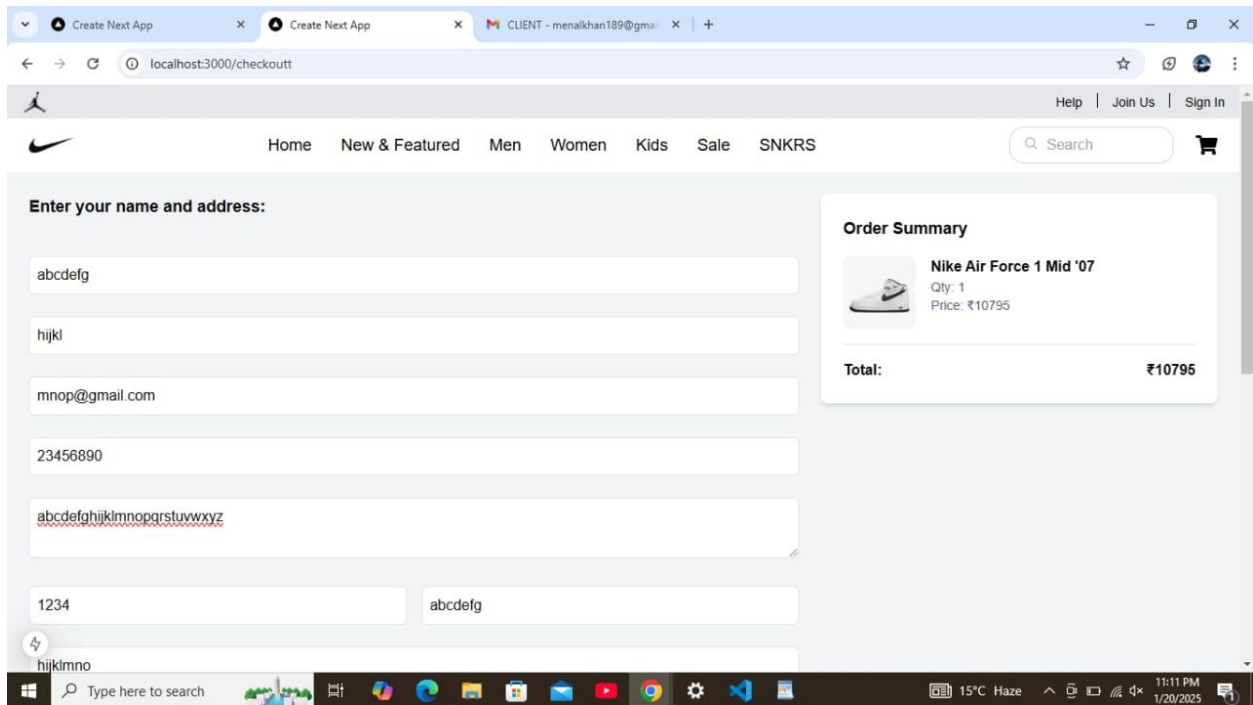 Create Next App
Create Next App
CLIENT - menalkhan189@gmai
localhost:3000/checkoutt
Help | Join Us | Sign In
Home New & Featured Men Women Kids Sale SNKRS
Search
Enter your name and address:
abcdefg
hijkl
mnop@gmail.com
23456890
abcdefghijklmnopqrstuvwxyz
1234
abcdefg
hijklmno
Order Summary
Nike Air Force 1 Mid '07
Qty: 1
Price: ₹10795
Total: ₹10795
Type here to search
15°C Haze
11:11 PM
1/20/2025
1